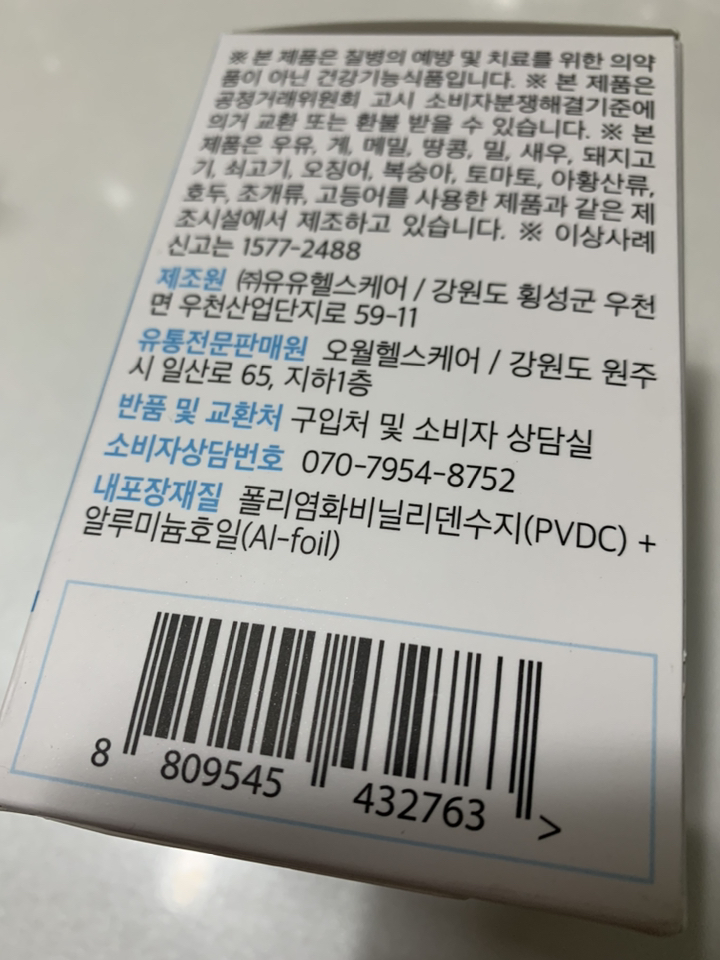 ※ 본 제품은 질병의 예방 및 치료를 위한 의약
품이 아닌 건강기능식품입니다. ※ 본 제품은
공정거래위원회 고시 소비자분쟁해결기준에
의거 교환 또는 환불 받을 수 있습니다. ※ 본
제품은 우유, 게, 메밀, 땅콩, 밀, 새우, 돼지고
기, 쇠고기, 오징어, 복숭아, 토마토, 아황산류,
호두, 조개류, 고등어를 사용한 제품과 같은 제
조시설에서 제조하고 있습니다. ※ 이상사례
신고는 1577-2488
제조원 ㈜유유헬스케어 / 강원도 횡성군 우천
면 우천산업단지로 59-11
유통전문판매원 오월헬스케어 / 강원도 원주
시 일산로 65, 지하1층
반품 및 교환처 구입처 및 소비자 상담실
소비자상담번호 070-7954-8752
내포장재질 폴리염화비닐리덴수지(PVDC) +
알루미늄호일(Al-foil)
8 809545 432763 >